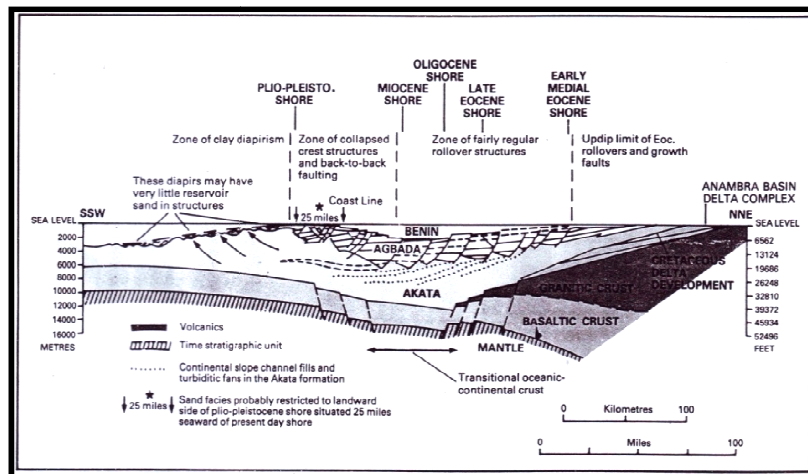 OLIGOCENE
SHORE
EARLY
MEDIAL
EOCENE
SHORE
PLIO-PLEISTO.
SHORE
MIOCENE
SHORE
LATE
EOCENE
SHORE
Zone of clay diapirism
Zone of collapsed
crest structures
and back-to-back
faulting
Zone of fairly regular
rollover structures
Updip limit of Eoc.
rollovers and growth
faults
These diapirs may have
very little reservoir
sand in structures
Coast Line
25 miles
ANAMBRA BASIN
DELTA COMPLEX
SSW
NNE
SEA LEVEL
SEA LEVEL
2000
4000
6000
8000
10000
12000
14000
16000
METRES
6562
13124
19686
26248
32810
39372
45934
52496
FEET
BENIN
AGBADA
AKATA
CRETACEOUS
DELTA
DEVELOPMENT
GRANITIC CRUST
BASALTIC CRUST
MANTLE
Transitional oceanic-
continental crust
Volcanics
Time stratigraphic unit
Continental slope channel fills and
turbiditic fans in the Akata formation
25 miles
Sand facies probably restricted to landward
side of plio-pleistocene shore situated 25 miles
seaward of present day shore
0 Kilometres 100
0 Miles 100